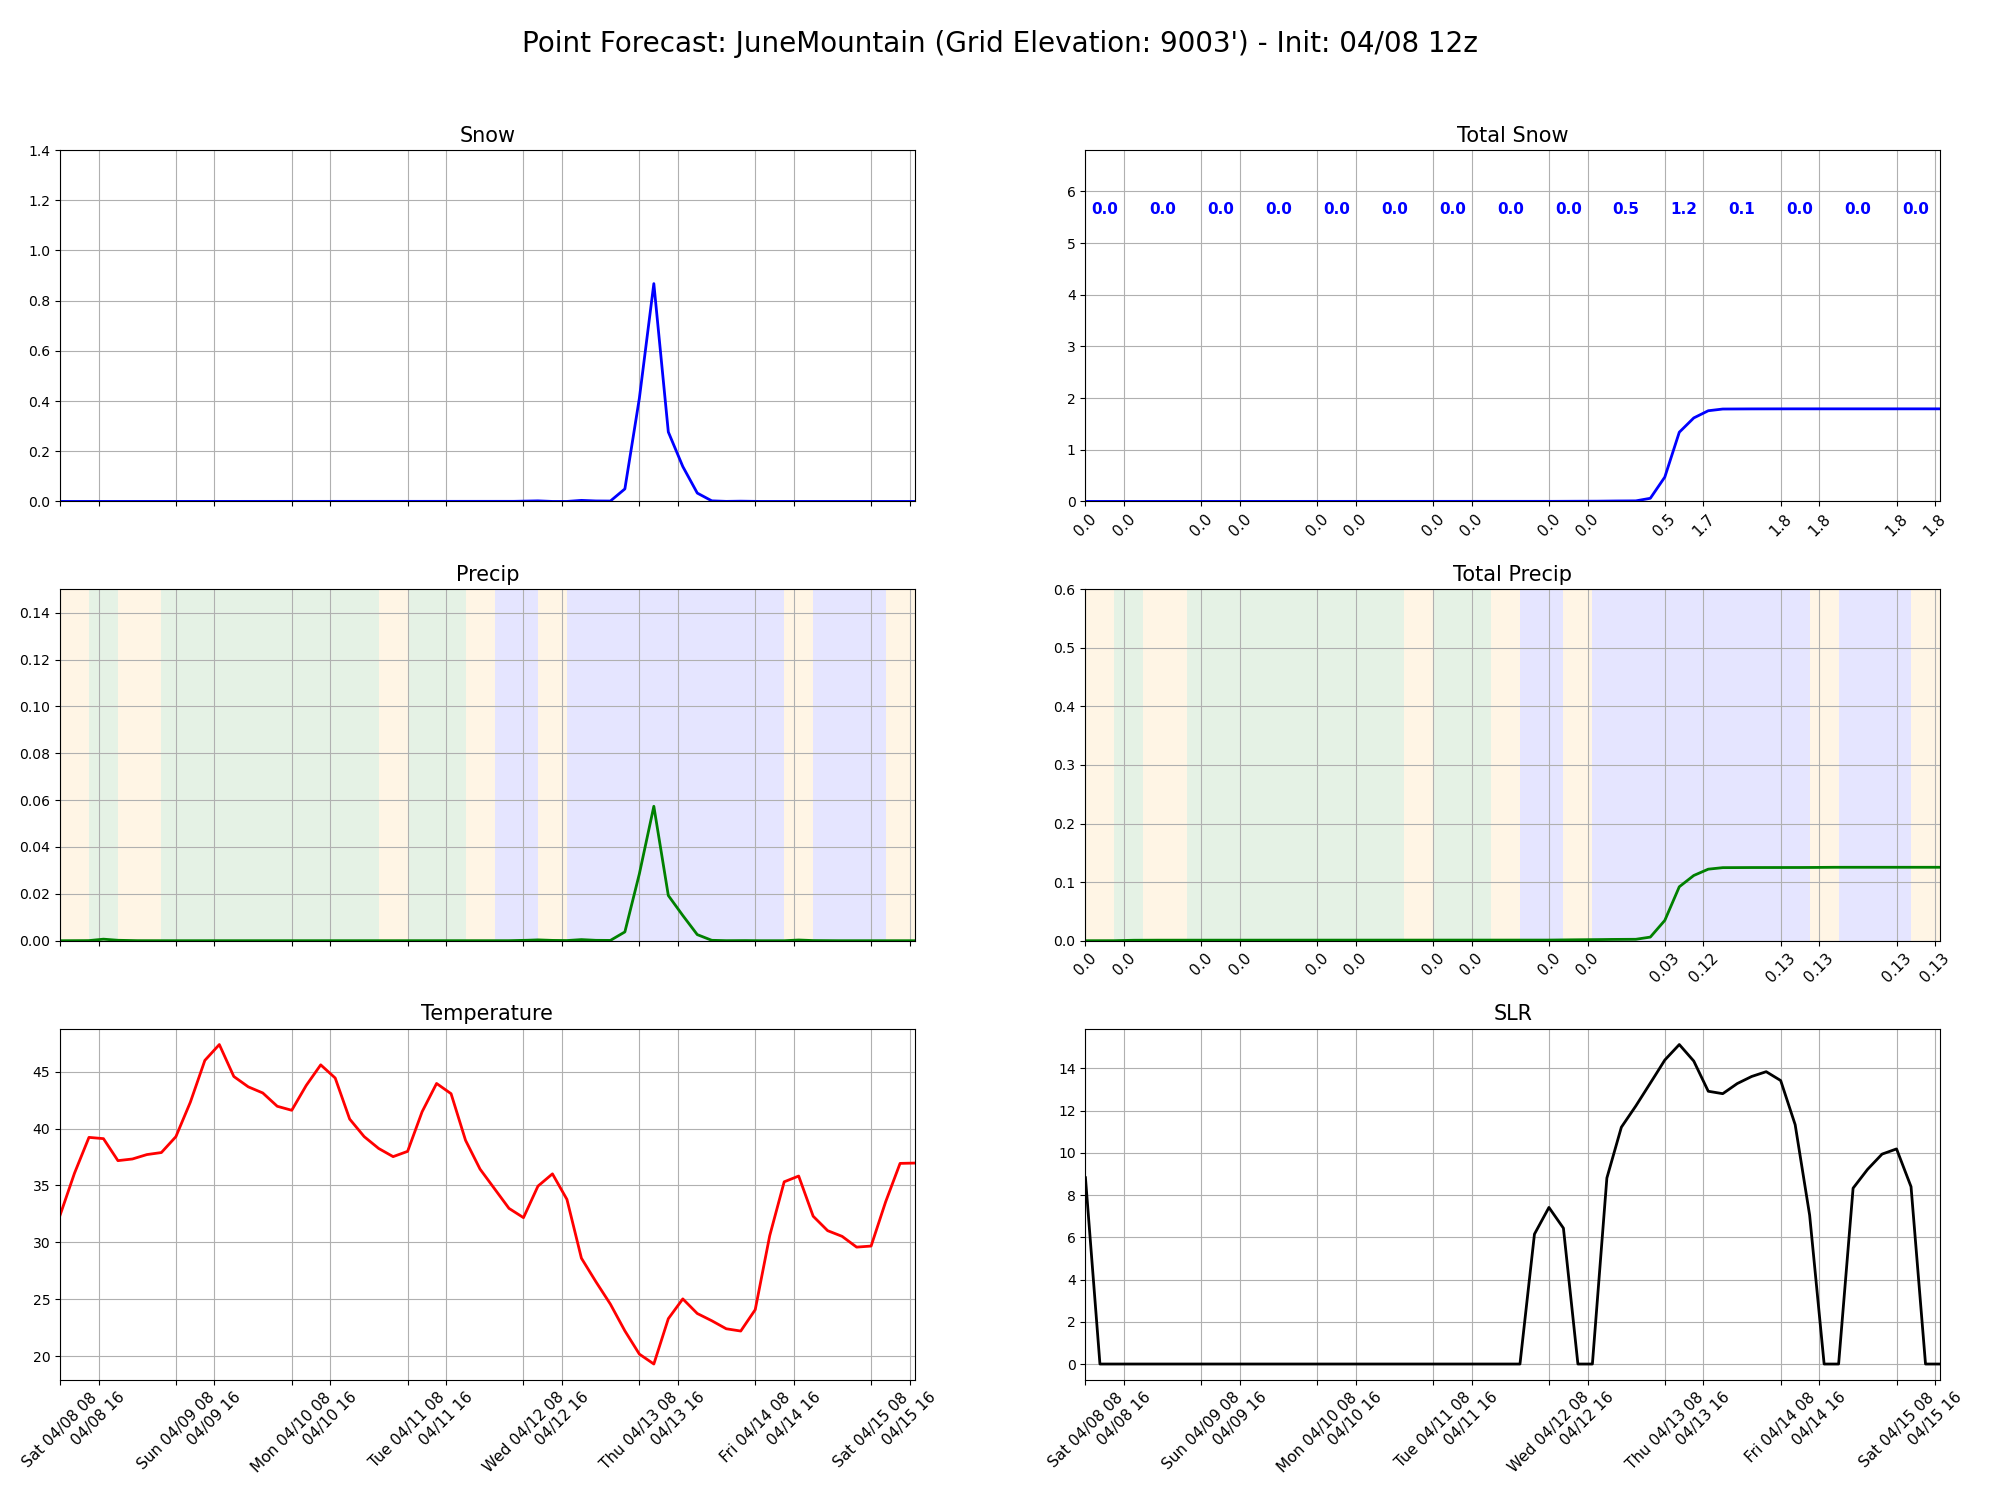 Point Forecast: JuneMountain (Grid Elevation: 9003') - Init: 04/08 12z
Snow
1.4
1.2
1.0
0.8
0.6
0.4
0.2
0.0
Total Snow
6
5
4
3
2
1
0
0.0 0.0 0.0 0.0 0.0 0.0 0.0 0.0 0.0 0.5 1.2 0.1 0.0 0.0 0.0
0.0 0.0 0.0 0.0 0.0 0.0 0.0 0.0 0.0 0.0 0.5 1.7 1.8 1.8 1.8 1.8
Precip
0.14
0.12
0.10
0.08
0.06
0.04
0.02
0.00
Total Precip
0.6
0.5
0.4
0.3
0.2
0.1
0.0
0.0 0.0 0.0 0.0 0.0 0.0 0.0 0.0 0.0 0.0 0.03 0.12 0.13 0.13 0.13 0.13
Temperature
45
40
35
30
25
20
Sat 04/08 08
04/08 16
Sun 04/09 08
04/09 16
Mon 04/10 08
04/10 16
Tue 04/11 08
04/11 16
Wed 04/12 08
04/12 16
Thu 04/13 08
04/13 16
Fri 04/14 08
04/14 16
Sat 04/15 08
04/15 16
SLR
14
12
10
8
6
4
2
0
Sat 04/08 08
04/08 16
Sun 04/09 08
04/09 16
Mon 04/10 08
04/10 16
Tue 04/11 08
04/11 16
Wed 04/12 08
04/12 16
Thu 04/13 08
04/13 16
Fri 04/14 08
04/14 16
Sat 04/15 08
04/15 16